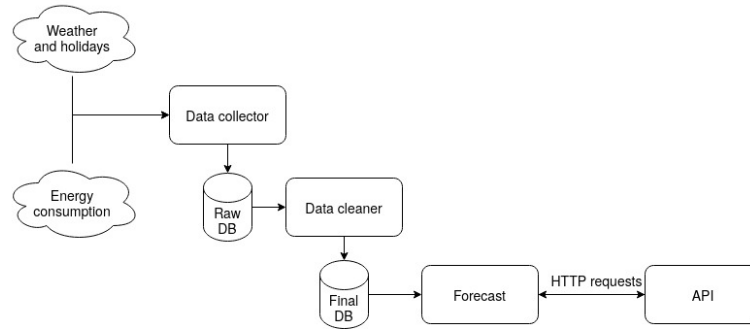 Weather
and holidays
Data collector
Energy
consumption
Raw
DB
Data cleaner
Final
DB
Forecast
HTTP requests
API